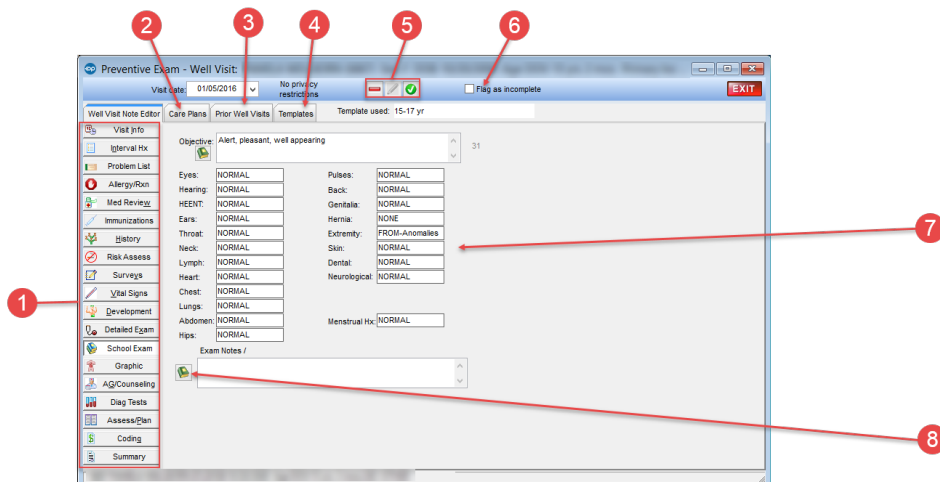 2
3
4
5
6
Preventive Exam - Well Visit:
Visit date: 01/05/2016
No privacy
restrictions
Flag as incomplete
EXIT
Well Visit Note Editor
Care Plans
Prior Well Visits
Templates
Template used: 15-17 yr
Visit Info
Interval Hx
Problem List
Allergy/Rxn
Med Review
Immunizations
History
Risk Assess
Surveys
Vital Signs
Development
Detailed Exam
School Exam
Graphic
AG/Counseling
Diag Tests
Assess/Plan
Coding
Summary
1
Objective: Alert, pleasant, well appearing
31
Eyes: NORMAL
Hearing: NORMAL
HEENT: NORMAL
Ears: NORMAL
Throat: NORMAL
Neck: NORMAL
Lymph: NORMAL
Heart: NORMAL
Chest: NORMAL
Lungs: NORMAL
Abdomen: NORMAL
Hips: NORMAL
Pulses: NORMAL
Back: NORMAL
Genitalia: NORMAL
Hernia: NONE
Extremity: FROM-Anomalies
Skin: NORMAL
Dental: NORMAL
Neurological: NORMAL
Menstrual Hx: NORMAL
Exam Notes /
7
8